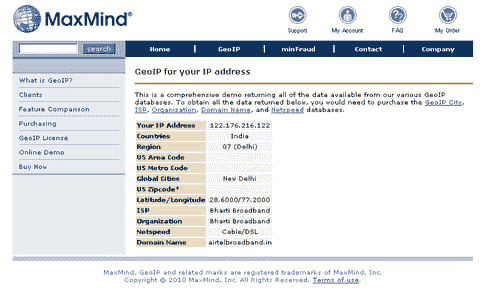 MaxMind®
Support
My Account
FAQ
My Order
search
Home | GeoIP | minFraud | Contact | Company
What is GeoIP?
Clients
Feature Comparison
Purchasing
GeoIP License
Online Demo
Buy Now
GeoIP for your IP address
This is a comprehensive demo returning all of the data available from our various GeoIP
databases. To obtain all the data returned below, you would need to purchase the GeoIP City,
ISP, Organization, Domain Name, and Netspeed databases.
Your IP Address 122.176.216.122
Countries India
Region 07 (Delhi)
US Area Code
US Metro Code
Global Cities New Delhi
US Zipcode*
Latitude/Longitude 28.6000/77.2000
ISP Bharti Broadband
Organization Bharti Broadband
Netspeed Cable/DSL
Domain Name airtelbroadband.in
MaxMind, GeoIP and related marks are registered trademarks of MaxMind, Inc.
Copyright © 2010 MaxMind, Inc. All Rights Reserved. Terms of use.